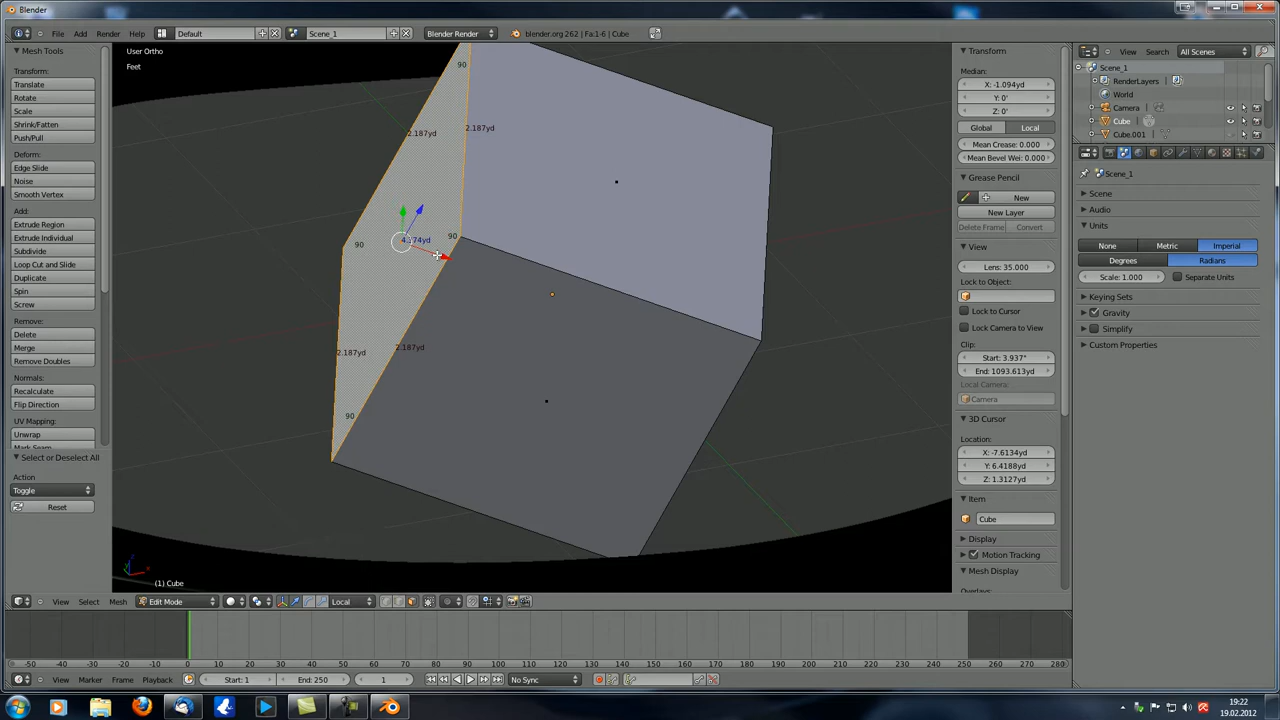 Blender
File Add Render Help
Default
Scene_1
Blender Render
blender.org 262 | Fa:1-6 | Cube
Mesh Tools
Transform:
Translate
Rotate
Scale
Shrink/Fatten
Push/Pull
Deform:
Edge Slide
Noise
Smooth Vertex
Add:
Extrude Region
Extrude Individual
Subdivide
Loop Cut and Slide
Duplicate
Spin
Screw
Remove:
Delete
Merge
Remove Doubles
Normals:
Recalculate
Flip Direction
UV Mapping:
Unwrap
Mark Seam
Select or Deselect All
Action
Toggle
Reset
User Ortho
Feet
90
2.187yd
2.187yd
90
90
2.187yd
2.187yd
90
(1) Cube
View Select Mesh
Edit Mode
Local
Transform
Median:
X: -1.094yd
Y: 0'
Z: 0'
Global Local
Mean Crease: 0.000
Mean Bevel Wei: 0.000
Grease Pencil
New
New Layer
Delete Frame Convert
View
Lens: 35.000
Lock to Object:
Lock to Cursor
Lock Camera to View
Clip:
Start: 3.937"
End: 1093.613yd
Local Camera:
Camera
3D Cursor
Location:
X: -7.6134yd
Y: 6.4188yd
Z: 1.3127yd
Item
Cube
Display
Motion Tracking
Mesh Display
Overlays:
View Search All Scenes
Scene_1
RenderLayers
World
Camera
Cube
Cube.001
Scene_1
Scene
Audio
Units
None Metric Imperial
Degrees Radians
Scale: 1.000 Separate Units
Keying Sets
Gravity
Simplify
Custom Properties
-50 -40 -30 -20 -10 0 10 20 30 40 50 60 70 80 90 100 110 120 130 140 150 160 170 180 190 200 210 220 230 240 250 260 270 280
View Marker Frame Playback
Start: 1
End: 250
1
No Sync
19:22
19.02.2012